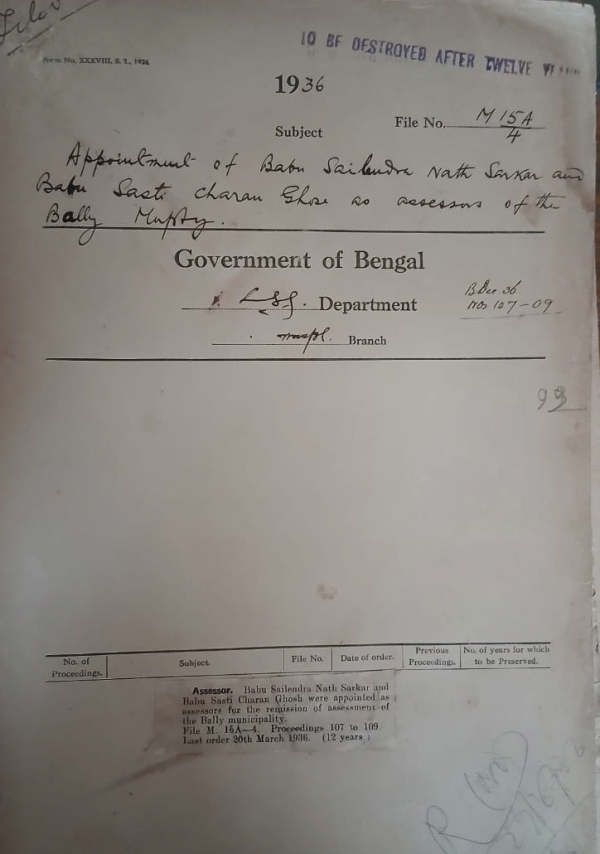 Form No. XXXVIII, S. I., 1924
TO BE DESTROYED AFTER TWELVE
1936
File No. M 15A/4
Subject
Appointment of Babu Sailendra Nath Sarkar and
Babu Sasti Charan Ghose as assessors of the
Bally Mupty.
Government of Bengal
LSG. Department
B Dec 36
nos 107-09
Branch
99
No. of Proceedings.
Subject.
File No.
Date of order.
Previous Proceedings.
No. of years for which to be Preserved.
Assessor. Babu Sailendra Nath Sarkar and
Babu Sasti Charan Ghosh were appointed as
assessors for the remission of assessment of
the Bally municipality.
File M. 15A—4. Proceedings 107 to 109.
Last order 20th March 1936. (12 years.)